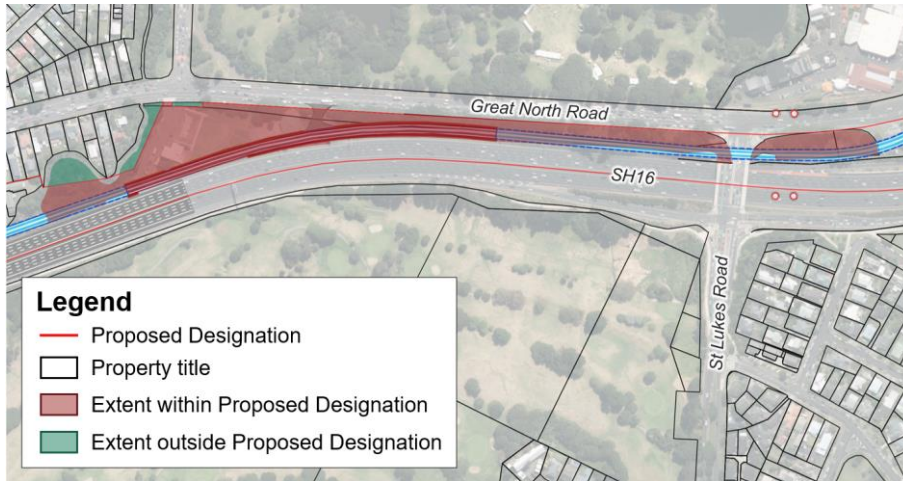 Great North Road
SH16
St Lukes Road
Legend
Proposed Designation
Property title
Extent within Proposed Designation
Extent outside Proposed Designation